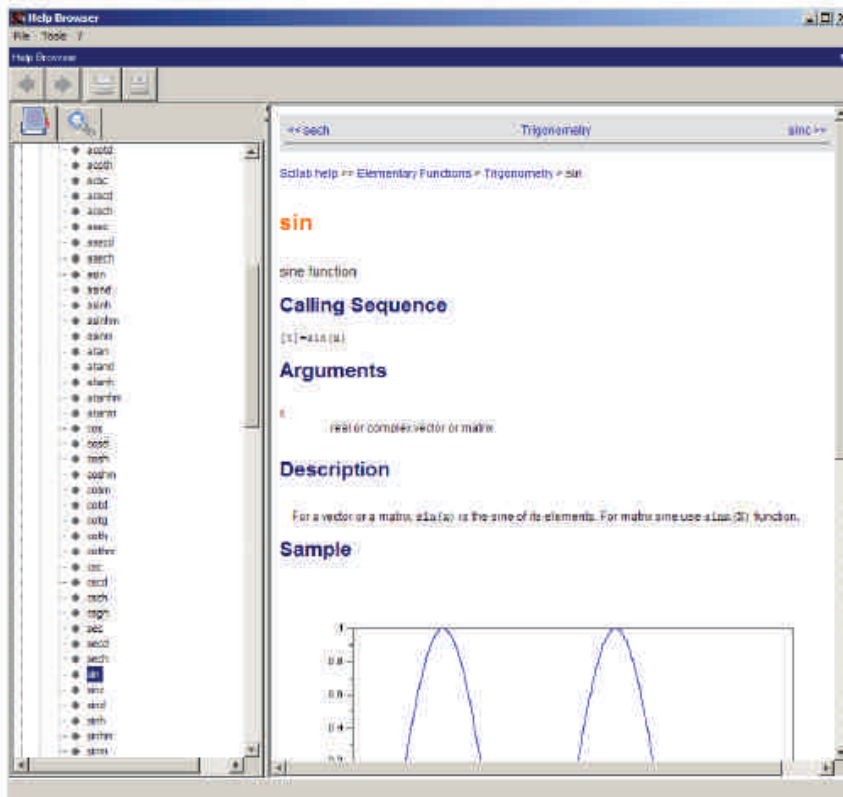 Help Browser
File Tools ?
Help Browser
acotd
acoth
acsc
acscd
acsch
asec
asecd
asech
asin
asind
asinh
asinhm
asinm
atan
atand
atanh
atanhm
atanm
cos
cosd
cosh
coshm
cosm
cotd
cotg
coth
cothm
csc
cscd
csch
csgn
sec
secd
sech
sin
sinc
sind
sinh
sinhm
sinm
<< sech Trigonometry sinc >>
Scilab help >> Elementary Functions > Trigonometry > sin
sin
sine function
Calling Sequence
[t]=sin(x)
Arguments
x
real or complex vector or matrix
Description
For a vector or a matrix, sin(x) is the sine of its elements. For matrix sine use sinm(X) function.
Sample
1
0.8
0.6
0.4
0.2